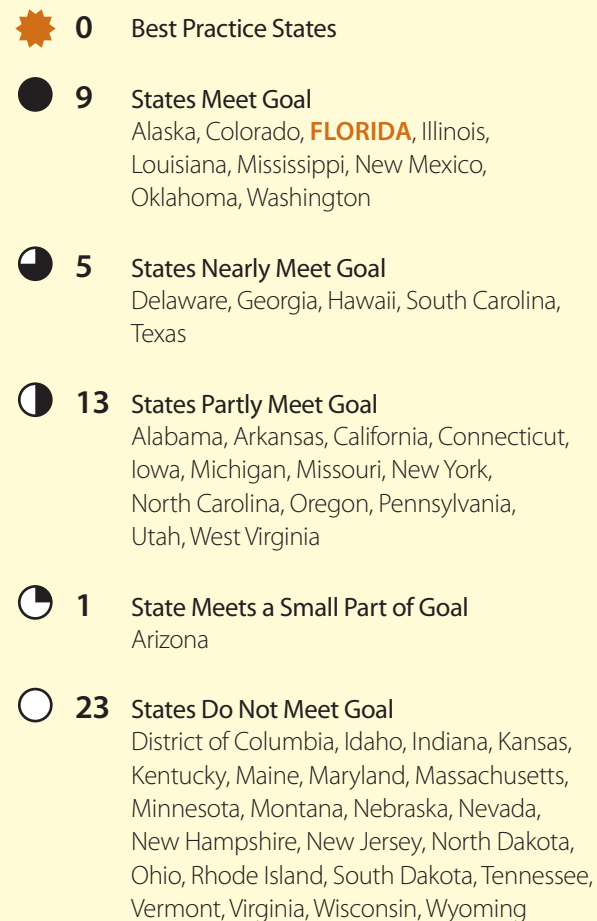 0 Best Practice States
9 States Meet Goal
Alaska, Colorado, FLORIDA, Illinois,
Louisiana, Mississippi, New Mexico,
Oklahoma, Washington
5 States Nearly Meet Goal
Delaware, Georgia, Hawaii, South Carolina,
Texas
13 States Partly Meet Goal
Alabama, Arkansas, California, Connecticut,
Iowa, Michigan, Missouri, New York,
North Carolina, Oregon, Pennsylvania,
Utah, West Virginia
1 State Meets a Small Part of Goal
Arizona
23 States Do Not Meet Goal
District of Columbia, Idaho, Indiana, Kansas,
Kentucky, Maine, Maryland, Massachusetts,
Minnesota, Montana, Nebraska, Nevada,
New Hampshire, New Jersey, North Dakota,
Ohio, Rhode Island, South Dakota, Tennessee,
Vermont, Virginia, Wisconsin, Wyoming